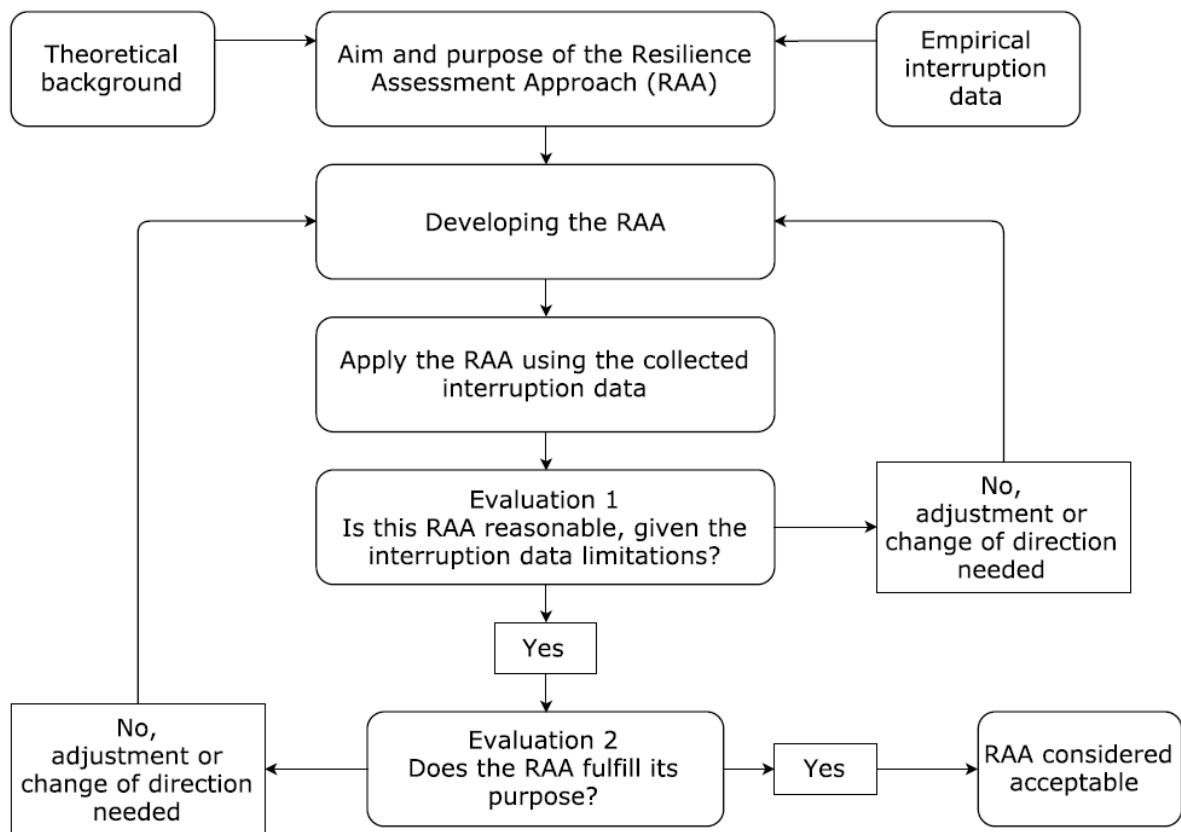 Theoretical
background
Aim and purpose of the Resilience
Assessment Approach (RAA)
Empirical
interruption
data
Developing the RAA
Apply the RAA using the collected
interruption data
Evaluation 1
Is this RAA reasonable, given the
interruption data limitations?
No,
adjustment or
change of direction
needed
Yes
No,
adjustment or
change of direction
needed
Evaluation 2
Does the RAA fulfill its
purpose?
Yes
RAA considered
acceptable